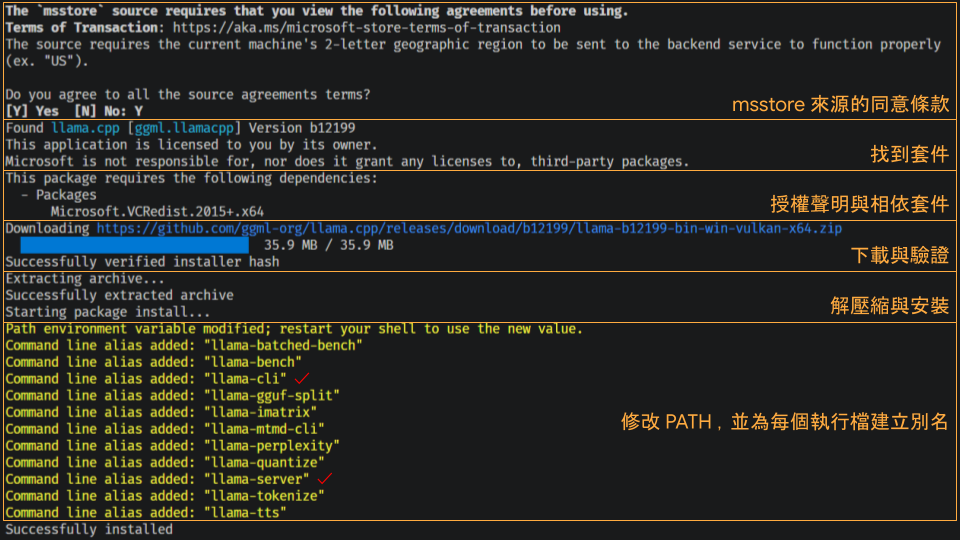 The `msstore` source requires that you view the following agreements before using.
Terms of Transaction: https://aka.ms/microsoft-store-terms-of-transaction
The source requires the current machine's 2-letter geographic region to be sent to the backend service to function properly
(ex. "US").
Do you agree to all the source agreements terms?
[Y] Yes  [N] No: Y
msstore 來源的同意條款
Found llama.cpp [ggml.llamacpp] Version b12199
This application is licensed to you by its owner.
Microsoft is not responsible for, nor does it grant any licenses to, third-party packages.
找到套件
This package requires the following dependencies:
- Packages
Microsoft.VCRedist.2015+.x64
授權聲明與相依套件
Downloading https://github.com/ggml-org/llama.cpp/releases/download/b12199/llama-b12199-bin-win-vulkan-x64.zip
35.9 MB / 35.9 MB
Successfully verified installer hash
下載與驗證
Extracting archive...
Successfully extracted archive
Starting package install...
解壓縮與安裝
Path environment variable modified; restart your shell to use the new value.
Command line alias added: "llama-batched-bench"
Command line alias added: "llama-bench"
Command line alias added: "llama-cli"
Command line alias added: "llama-gguf-split"
Command line alias added: "llama-imatrix"
Command line alias added: "llama-mtmd-cli"
Command line alias added: "llama-perplexity"
Command line alias added: "llama-quantize"
Command line alias added: "llama-server"
Command line alias added: "llama-tokenize"
Command line alias added: "llama-tts"
修改 PATH，並為每個執行檔建立別名
Successfully installed